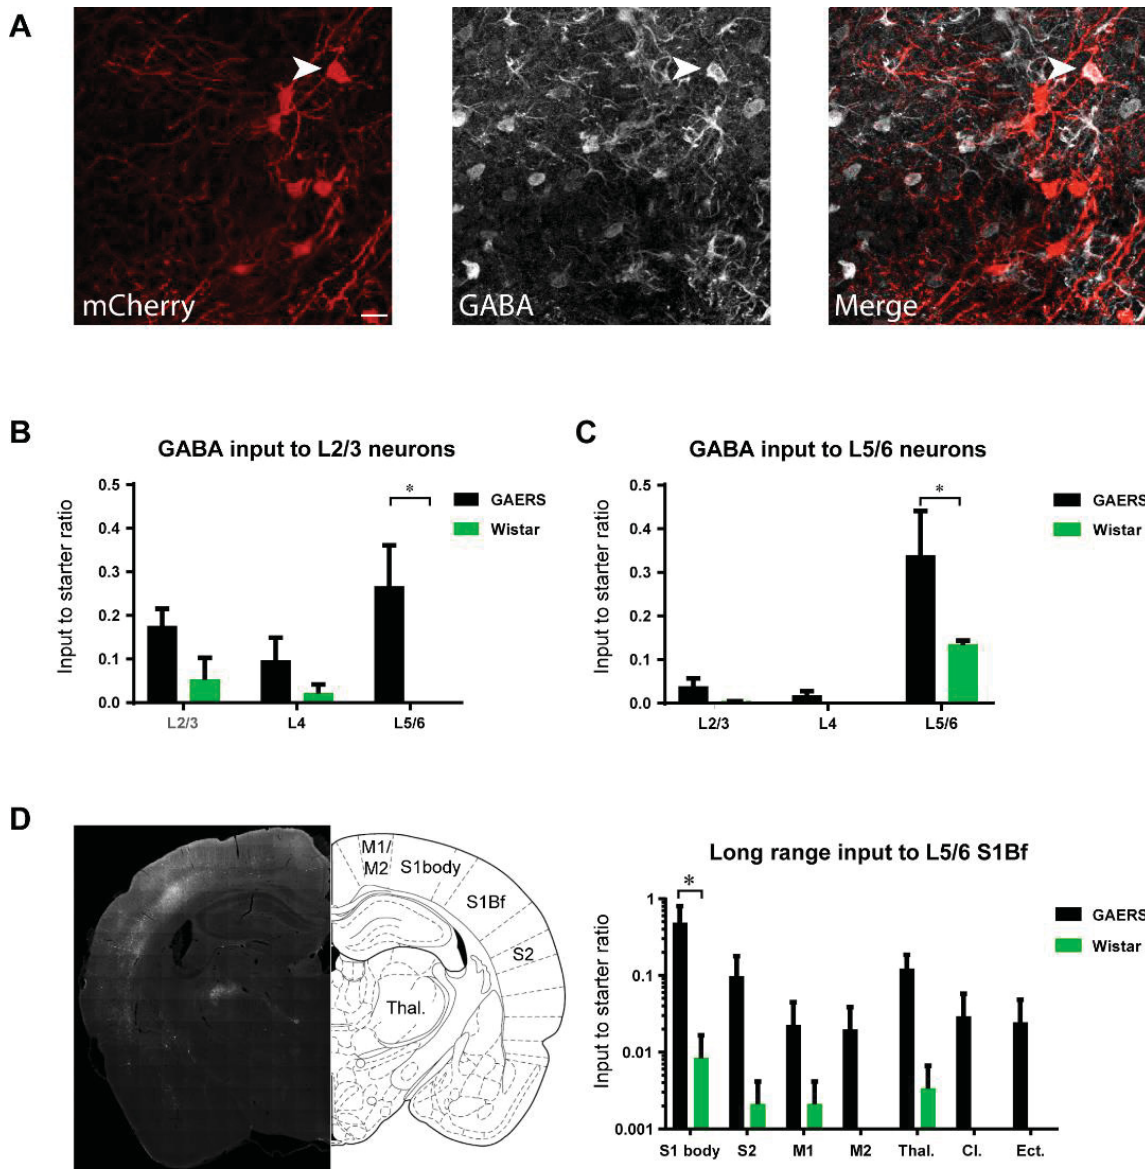 A
mCherry
GABA
Merge
B
GABA input to L2/3 neurons
Input to starter ratio
0.5
0.4
0.3
0.2
0.1
0.0
*
GAERS
Wistar
L2/3
L4
L5/6
C
GABA input to L5/6 neurons
Input to starter ratio
0.5
0.4
0.3
0.2
0.1
0.0
*
GAERS
Wistar
L2/3
L4
L5/6
D
M1/
M2
S1body
S1Bf
S2
Thal.
Long range input to L5/6 S1Bf
Input to starter ratio
1
0.1
0.01
0.001
*
GAERS
Wistar
S1 body
S2
M1
M2
Thal.
Cl.
Ect.